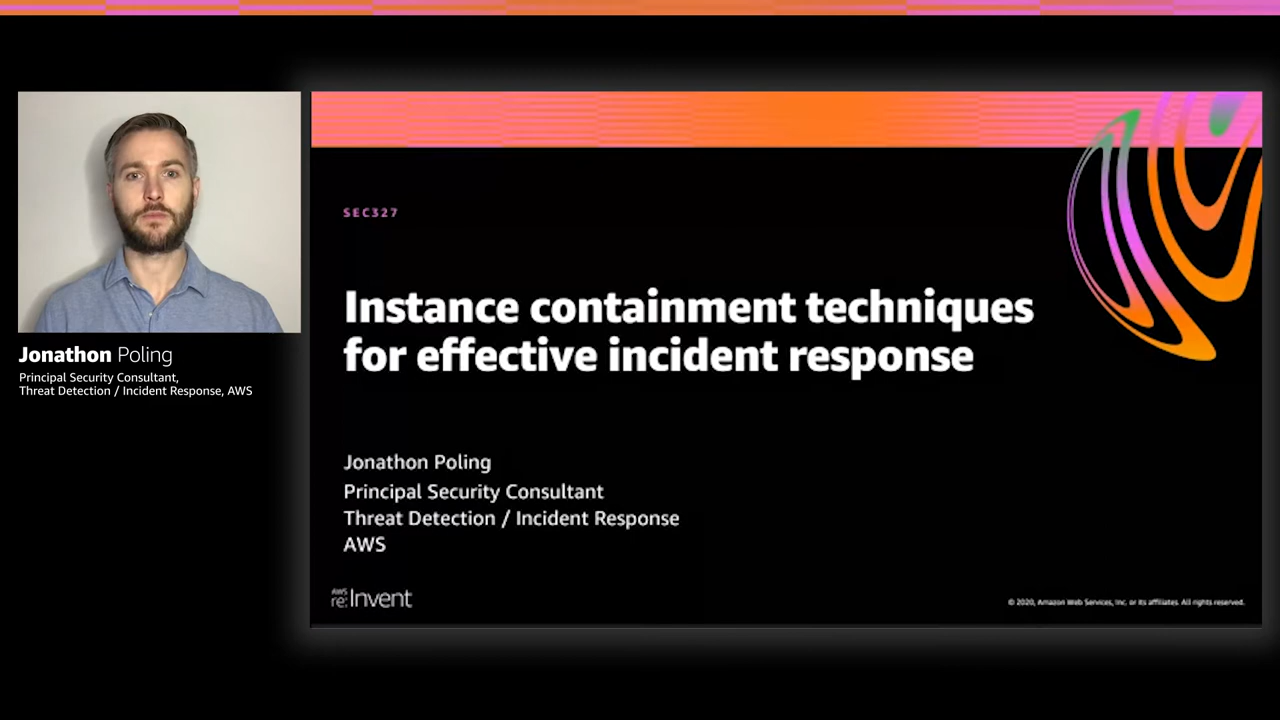 Jonathon Poling
Principal Security Consultant,
Threat Detection / Incident Response, AWS
SEC327
Instance containment techniques
for effective incident response
Jonathon Poling
Principal Security Consultant
Threat Detection / Incident Response
AWS
AWS
re:Invent
© 2020, Amazon Web Services, Inc. or its affiliates. All rights reserved.